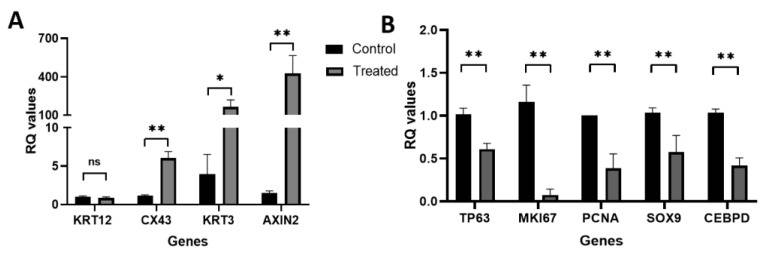 A
RQ values
700
400
100
10
5
0
ns
**
*
**
KRT12 CX43 KRT3 AXIN2
Genes
Control
Treated
B
RQ values
2.0
1.5
1.0
0.5
0.0
** ** ** ** **
TP63 MKI67 PCNA SOX9 CEBPD
Genes